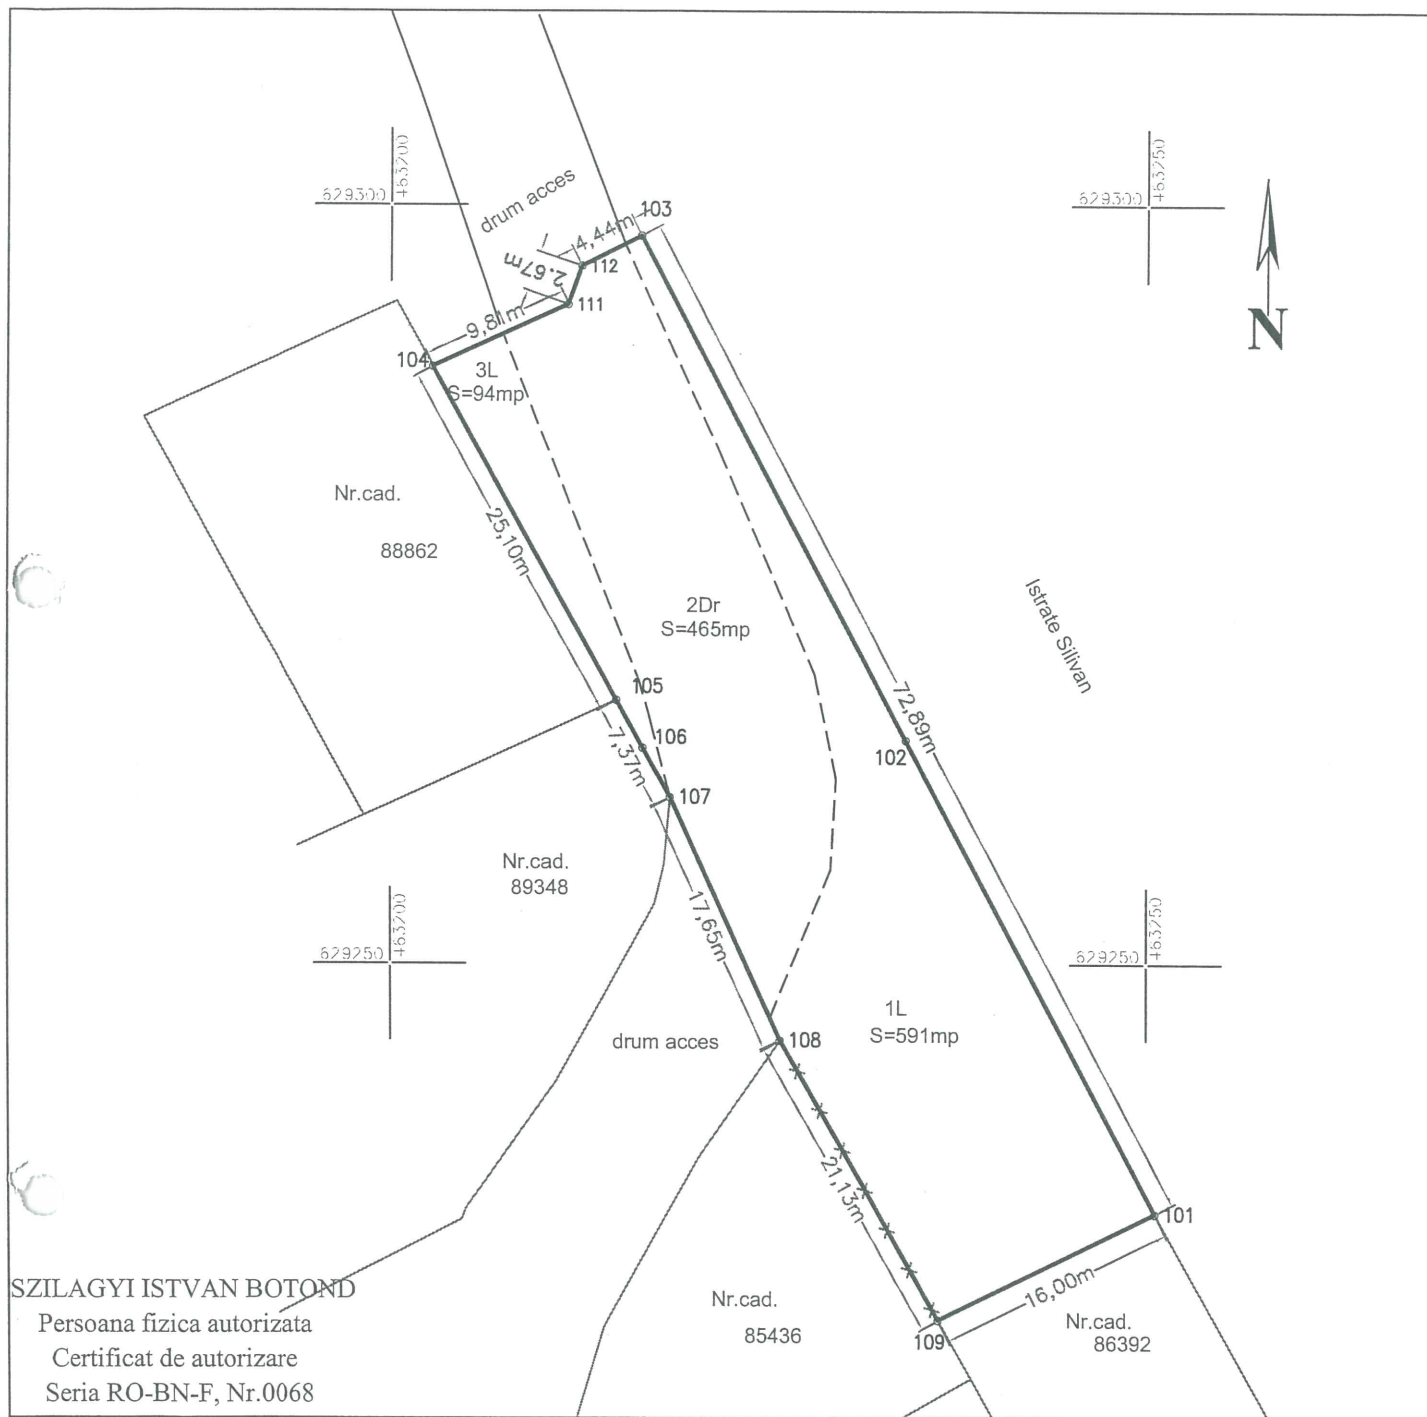 629300
463200
629300
463250
drum acces
103
4,44m
112
2.67m
111
9,81m
104
3L
S=94mp
N
Nr.cad.
88862
25,10m
2Dr
S=465mp
Istrate Silivan
105
106
7,37m
107
72,89m
102
Nr.cad.
89348
17,65m
629250
463200
629250
463250
1L
S=591mp
drum acces
108
21,13m
101
16,00m
109
Nr.cad.
85436
Nr.cad.
86392
SZILAGYI ISTVAN BOTOND
Persoana fizica autorizata
Certificat de autorizare
Seria RO-BN-F, Nr.0068